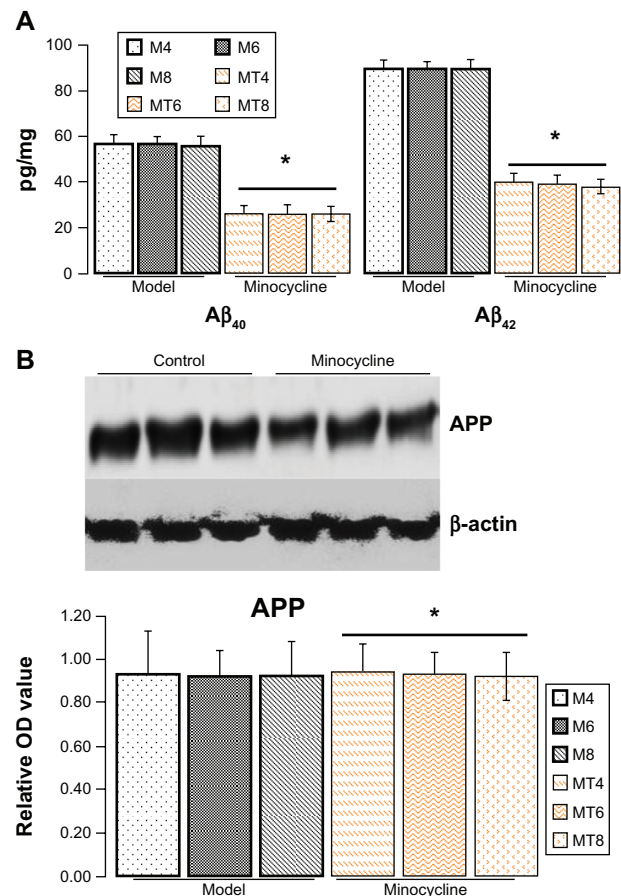 A
100
80
60
40
20
0
pg/mg
M4 M6
M8 MT4
MT6 MT8
*
*
Model Minocycline Model Minocycline
Aβ40 Aβ42
B
Control Minocycline
APP
β-actin
APP
*
1.20
1.00
0.80
0.60
0.40
0.20
0.00
Relative OD value
M4
M6
M8
MT4
MT6
MT8
Model Minocycline